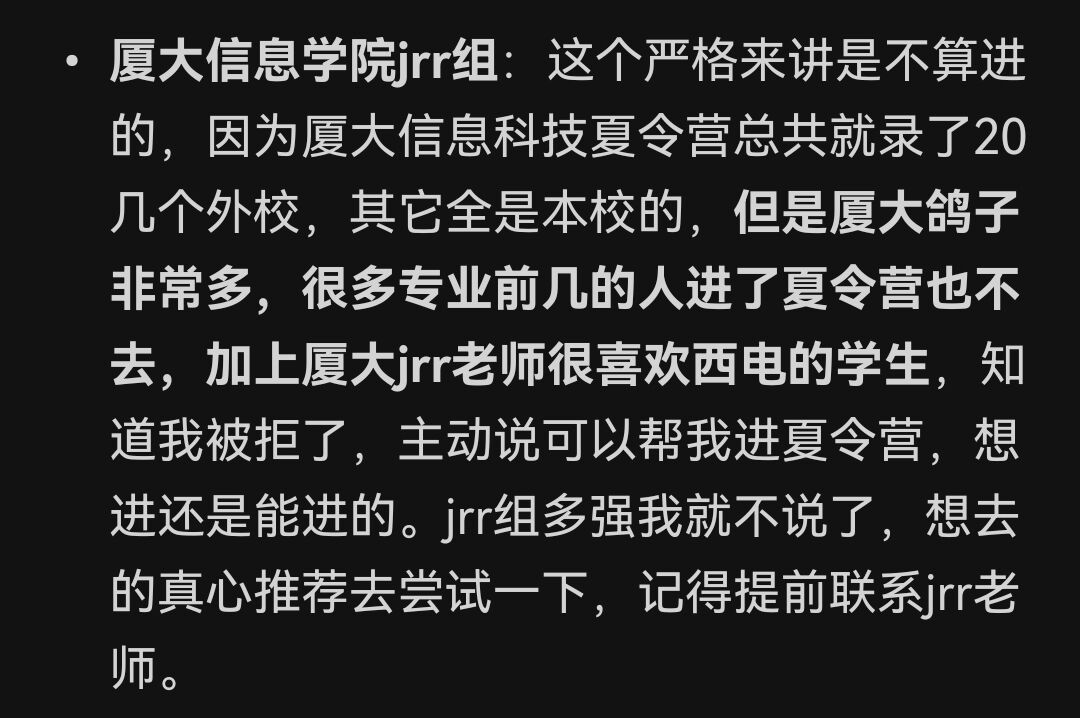 • 厦大信息学院jrr组：这个严格来讲是不算进
的，因为厦大信息科技夏令营总共就录了20
几个外校，其它全是本校的，但是厦大鸽子
非常多，很多专业前几的人进了夏令营也不
去，加上厦大jrr老师很喜欢西电的学生，知
道我被拒了，主动说可以帮我进夏令营，想
进还是能进的。jrr组多强我就不说了，想去
的真心推荐去尝试一下，记得提前联系jrr老
师。